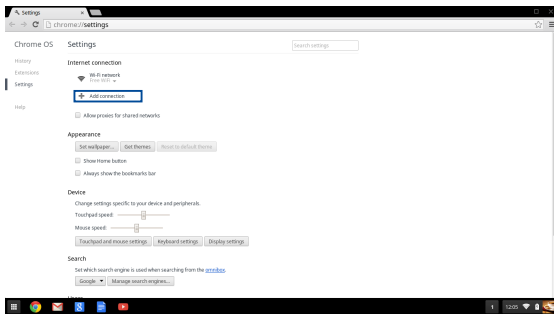 Settings
chrome://settings
Chrome OS
Settings
Search settings
History
Extensions
Settings
Help
Internet connection
Wi-Fi network
Free WiFi
Add connection
Allow proxies for shared networks
Appearance
Set wallpaper... Get themes Reset to default theme
Show Home button
Always show the bookmarks bar
Device
Change settings specific to your device and peripherals.
Touchpad speed:
Mouse speed:
Touchpad and mouse settings Keyboard settings Display settings
Search
Set which search engine is used when searching from the omnibox.
Google Manage search engines...
1 12:05